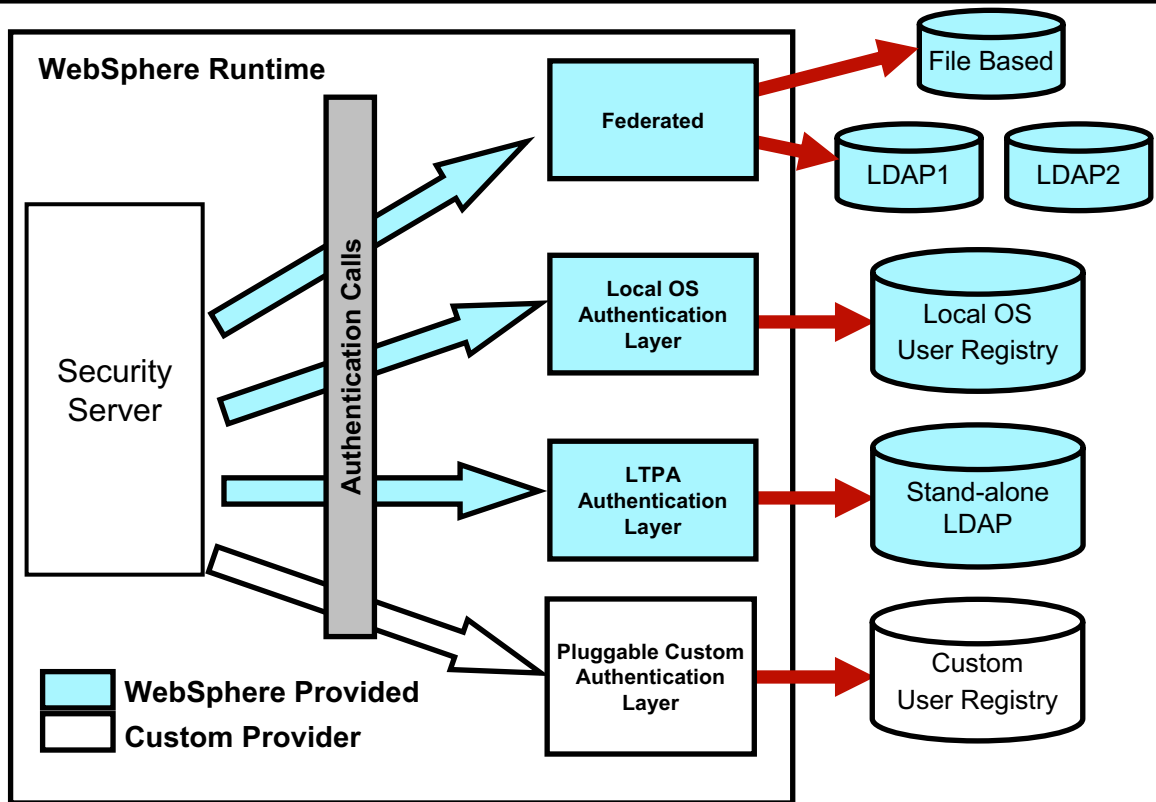 WebSphere Runtime
Federated
File Based
LDAP1
LDAP2
Security
Server
Authentication Calls
Local OS
Authentication
Layer
Local OS
User Registry
LTPA
Authentication
Layer
Stand-alone
LDAP
Pluggable Custom
Authentication
Layer
Custom
User Registry
WebSphere Provided
Custom Provider